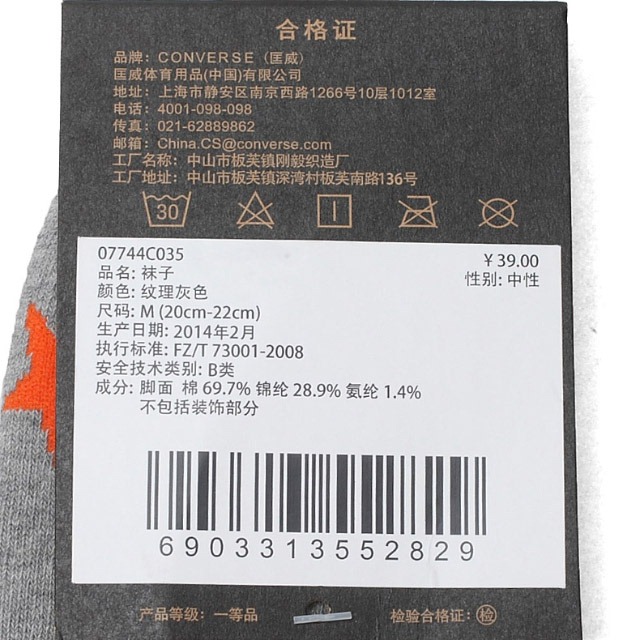 合格证
品牌: CONVERSE (匡威)
匡威体育用品(中国)有限公司
地址: 上海市静安区南京西路1266号10层1012室
电话: 4001-098-098
传真: 021-62889862
邮箱: China.CS@converse.com
工厂名称: 中山市板芙镇刚毅织造厂
工厂地址: 中山市板芙镇深湾村板芙南路136号
30
07744C035
￥39.00
品名: 袜子
性别: 中性
颜色: 纹理灰色
尺码: M (20cm-22cm)
生产日期: 2014年2月
执行标准: FZ/T 73001-2008
安全技术类别: B类
成分: 脚面 棉 69.7% 锦纶 28.9% 氨纶 1.4%
不包括装饰部分
6903313552829
产品等级: 一等品
检验合格证: 检